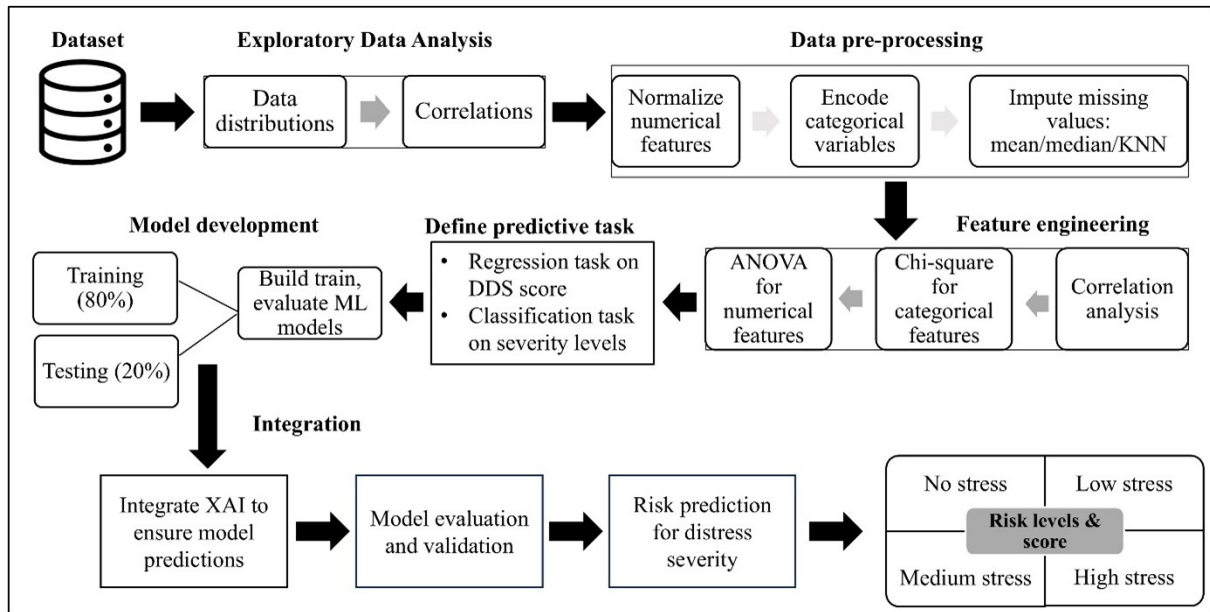 Dataset
Exploratory Data Analysis
Data pre-processing
Data
distributions
Correlations
Normalize
numerical
features
Encode
categorical
variables
Impute missing
values:
mean/median/KNN
Model development
Define predictive task
Feature engineering
Training
(80%)
Testing (20%)
Build train,
evaluate ML
models
• Regression task on
DDS score
• Classification task
on severity levels
ANOVA
for
numerical
features
Chi-square
for
categorical
features
Correlation
analysis
Integration
Integrate XAI to
ensure model
predictions
Model evaluation
and validation
Risk prediction
for distress
severity
No stress
Low stress
Risk levels &
score
Medium stress
High stress